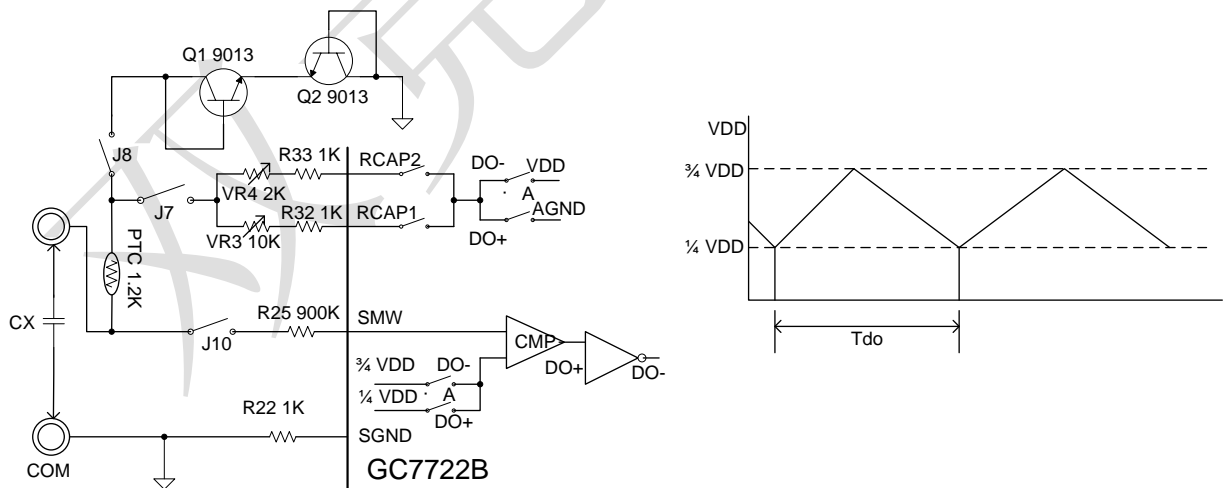 Q1 9013
Q2 9013
J8
R33 1K
RCAP2
DO-
VDD
VR4 2K
A
J7
R32 1K
RCAP1
AGND
VR3 10K
DO+
PTC 1.2K
CX
R25 900K
SMW
J10
CMP
¾ VDD
DO-
DO+
DO-
¼ VDD
A
R22 1K
DO+
SGND
COM
GC7722B
VDD
¾ VDD
¼ VDD
Tdo